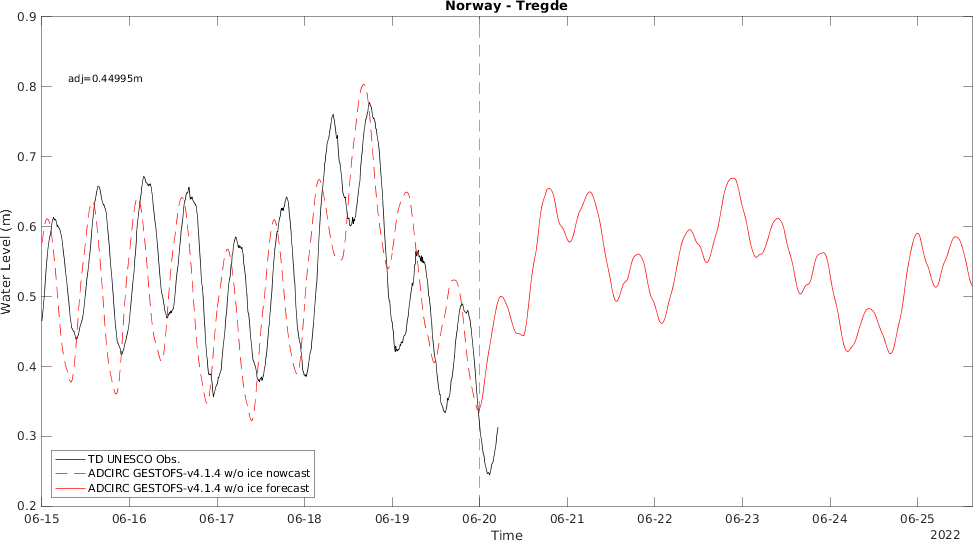 Norway - Tregde
0.9
0.8
0.7
0.6
0.5
0.4
0.3
0.2
Water Level (m)
adj=0.44995m
TD UNESCO Obs.
ADCIRC GESTOFS-v4.1.4 w/o ice nowcast
ADCIRC GESTOFS-v4.1.4 w/o ice forecast
06-15 06-16 06-17 06-18 06-19 06-20 06-21 06-22 06-23 06-24 06-25
Time
2022